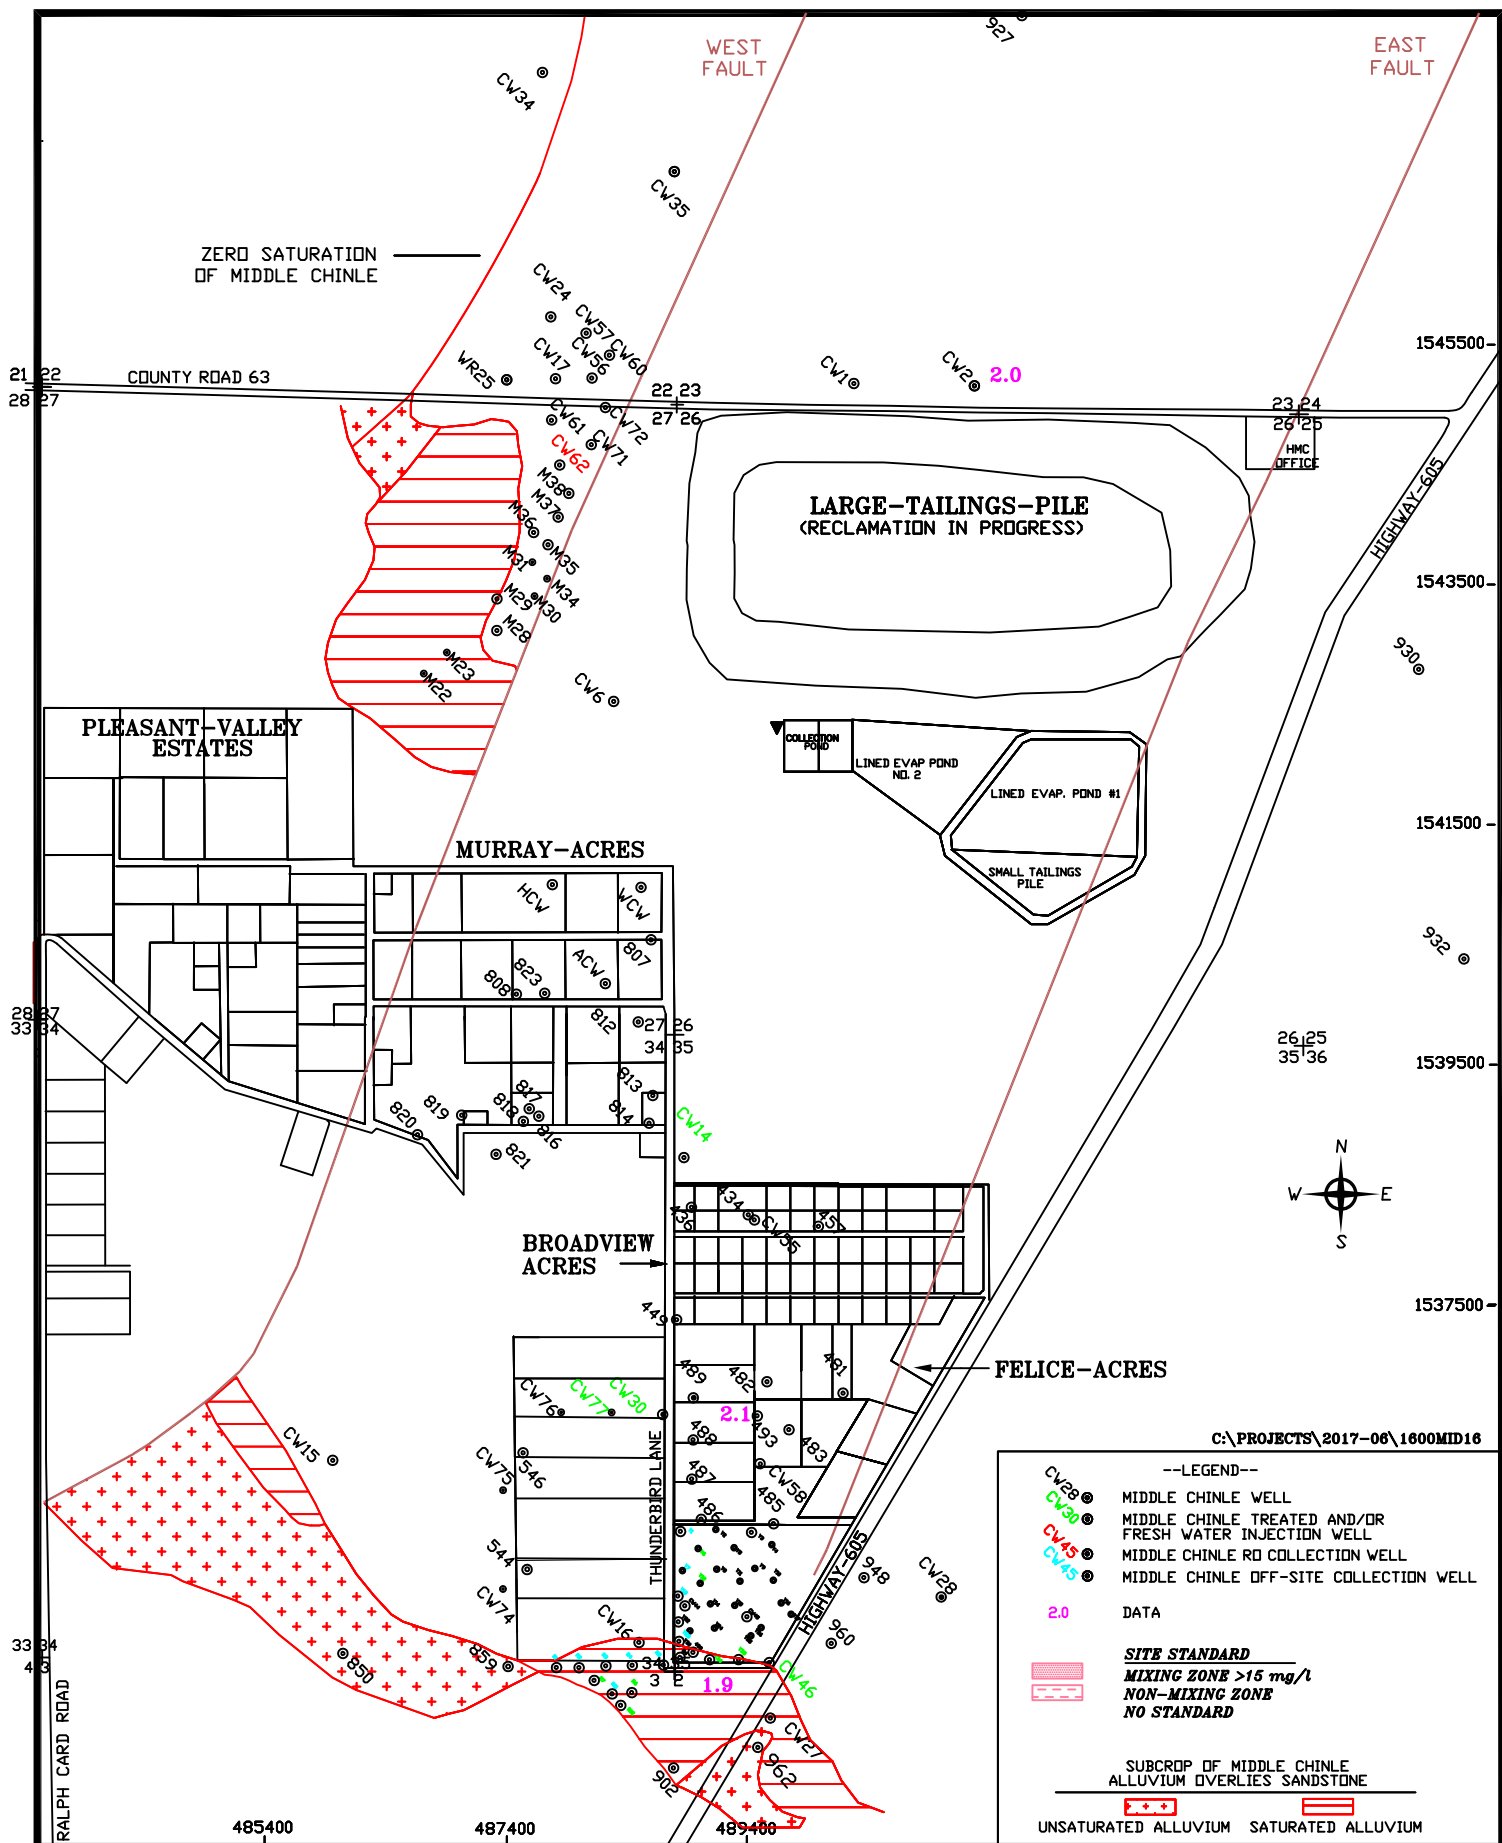 927
WEST
FAULT
EAST
FAULT
CW34
CW35
ZERO SATURATION
OF MIDDLE CHINLE
CW24
CW57
CW60
CW17
CW56
WR25
CW1
CW2
2.0
1545500
21 22
28 27
COUNTY ROAD 63
22 23
27 26
23 24
26 25
HMC
OFFICE
CW61
CW72
CW71
CW62
M38
M37
M36
M35
M31
M34
M30
M29
M28
M23
M22
LARGE-TAILINGS-PILE
(RECLAMATION IN PROGRESS)
HIGHWAY-605
1543500
930
CW6
PLEASANT-VALLEY
ESTATES
COLLECTION
POND
LINED EVAP POND
NO. 2
LINED EVAP. POND #1
SMALL TAILINGS
PILE
1541500
MURRAY-ACRES
HCW
WCW
807
ACW
823
808
812
932
28 27
33 34
27 26
34 35
26 25
35 36
1539500
813
814
817
818
816
819
820
821
CW14
N
W E
S
434
436
CW55
457
BROADVIEW
ACRES
1537500
449
FELICE-ACRES
489
482
481
CW76
CW77
CW30
2.1
493
483
488
487
CW58
485
486
CW15
546
CW75
THUNDERBIRD LANE
544
CW74
CW16
HIGHWAY-605
948
CW28
960
859
850
33 34
4 3
34 35
3 2
1.9
CW46
CW27
962
902
RALPH CARD ROAD
485400
487400
489400
C:\PROJECTS\2017-06\1600MID16
--LEGEND--
CW28 MIDDLE CHINLE WELL
CW30 MIDDLE CHINLE TREATED AND/OR
FRESH WATER INJECTION WELL
CW45 MIDDLE CHINLE RO COLLECTION WELL
CW45 MIDDLE CHINLE OFF-SITE COLLECTION WELL
2.0 DATA
SITE STANDARD
MIXING ZONE >15 mg/l
NON-MIXING ZONE
NO STANDARD
SUBCROP OF MIDDLE CHINLE
ALLUVIUM OVERLIES SANDSTONE
UNSATURATED ALLUVIUM SATURATED ALLUVIUM